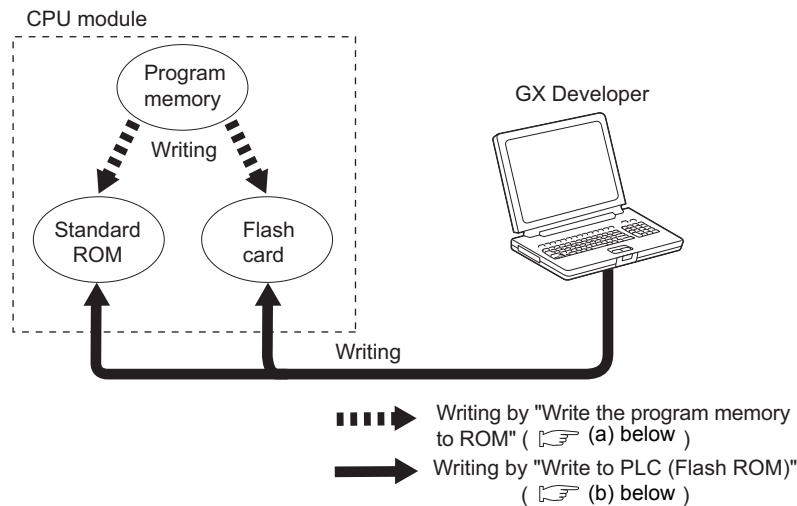 CPU module
Program
memory
GX Developer
Writing
Standard
ROM
Flash
card
Writing
Writing by "Write the program memory
to ROM" ( (a) below )
Writing by "Write to PLC (Flash ROM)"
( (b) below )